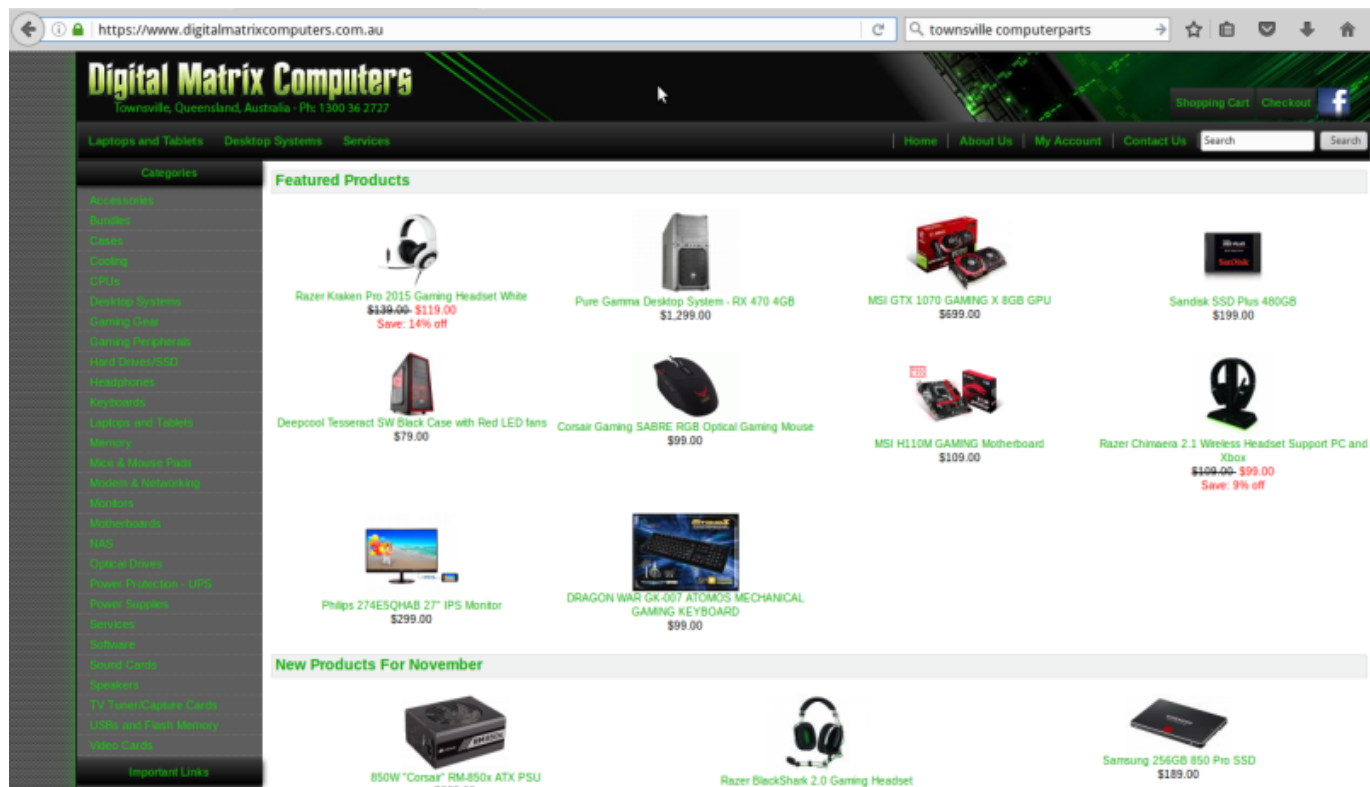 https://www.digitalmatrixcomputers.com.au
townsville computerparts
Digital Matrix Computers
Townsville, Queensland, Australia - Ph: 1300 36 2727
Shopping Cart Checkout
Laptops and Tablets Desktop Systems Services
Home About Us My Account Contact Us Search Search
Categories
Accessories
Bundles
Cases
Cooling
CPUs
Desktop Systems
Gaming Gear
Gaming Peripherals
Hard Drives/SSD
Headphones
Keyboards
Laptops and Tablets
Memory
Mice & Mouse Pads
Modem & Networking
Monitors
Motherboards
NAS
Optical Drives
Power Protection - UPS
Power Supplies
Services
Software
Sound Cards
Speakers
TV Tuner/Capture Cards
USBs and Flash Memory
Video Cards
Important Links
Featured Products
Razer Kraken Pro 2015 Gaming Headset White
$139.00 $119.00
Save: 14% off
Pure Gamma Desktop System - RX 470 4GB
$1,299.00
MSI GTX 1070 GAMING X 8GB GPU
$699.00
SanDisk
Sandisk SSD Plus 480GB
$199.00
Deepcool Tesseract SW Black Case with Red LED fans
$79.00
Corsair Gaming SABRE RGB Optical Gaming Mouse
$99.00
MSI H110M GAMING Motherboard
$109.00
Razer Chimaera 2.1 Wireless Headset Support PC and
Xbox
$109.00 $99.00
Save: 9% off
Philips 274E5QHAB 27" IPS Monitor
$299.00
DRAGON WAR GK-007 ATOMOS MECHANICAL
GAMING KEYBOARD
$99.00
New Products For November
RM850x
850W "Corsair" RM-850x ATX PSU
Razer BlackShark 2.0 Gaming Headset
Samsung 256GB 850 Pro SSD
$189.00